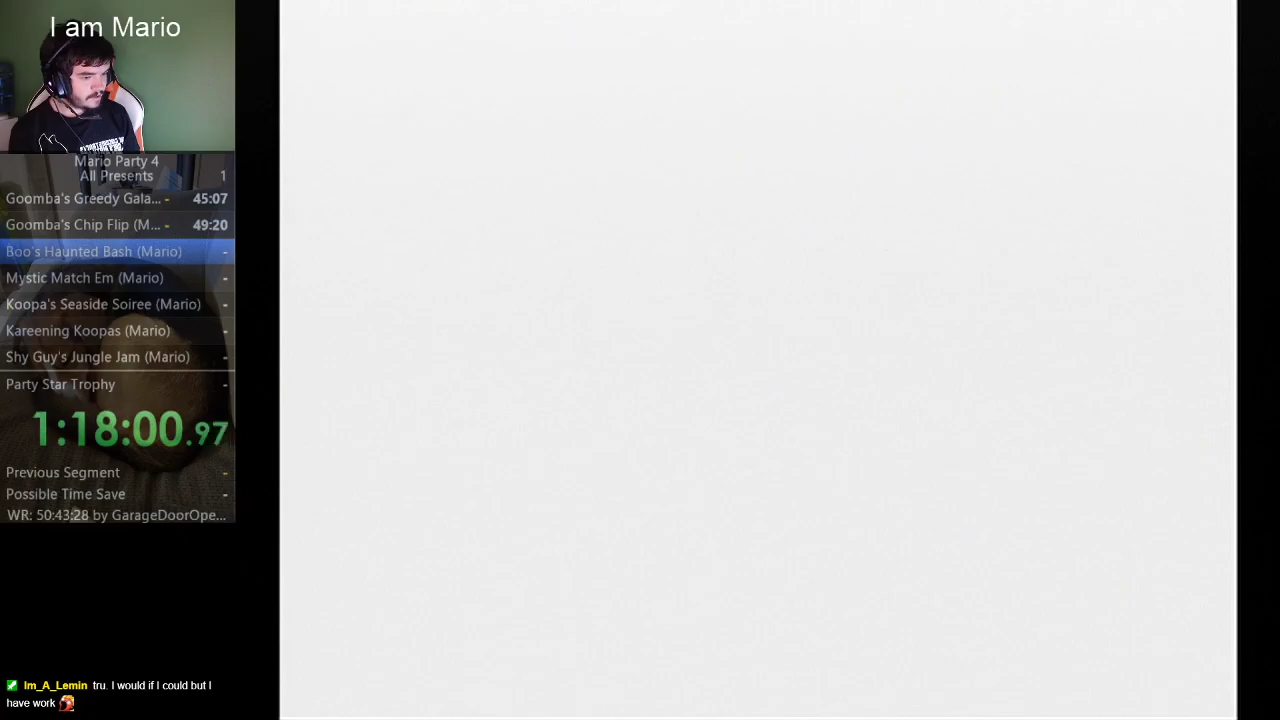 I am Mario
Mario Party 4
All Presents 1
Goomba's Greedy Gala... - 45:07
Goomba's Chip Flip (M... - 49:20
Boo's Haunted Bash (Mario) -
Mystic Match Em (Mario) -
Koopa's Seaside Soiree (Mario) -
Kareening Koopas (Mario) -
Shy Guy's Jungle Jam (Mario) -
Party Star Trophy -
1:18:00.97
Previous Segment -
Possible Time Save -
WR: 50:43:28 by GarageDoorOpe...
Im_A_Lemin tru. I would if I could but I
have work